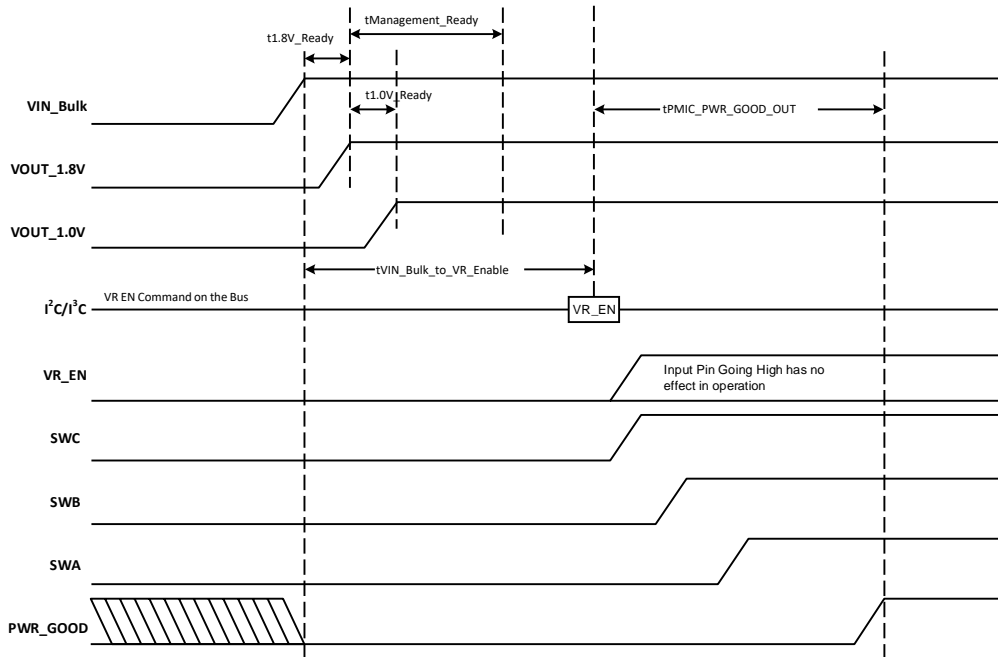 tManagement_Ready
t1.8V_Ready
VIN_Bulk
t1.0V_Ready
tPMIC_PWR_GOOD_OUT
VOUT_1.8V
VOUT_1.0V
tVIN_Bulk_to_VR_Enable
I²C/I³C
VR EN Command on the Bus
VR_EN
VR_EN
Input Pin Going High has no
effect in operation
SWC
SWB
SWA
PWR_GOOD